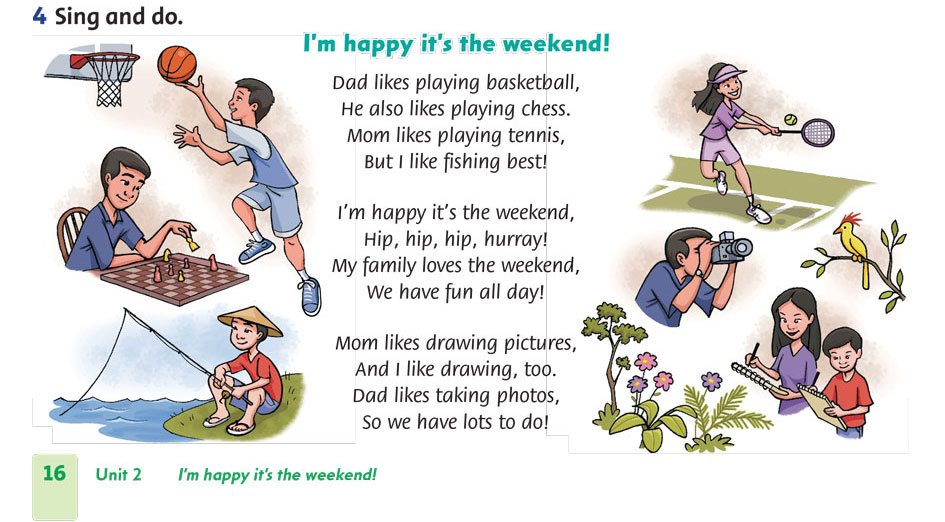 4 Sing and do.
I'm happy it's the weekend!
Dad likes playing basketball,
He also likes playing chess.
Mom likes playing tennis,
But I like fishing best!
I'm happy it's the weekend,
Hip, hip, hip, hurray!
My family loves the weekend,
We have fun all day!
Mom likes drawing pictures,
And I like drawing, too.
Dad likes taking photos,
So we have lots to do!
16 Unit 2 I'm happy it's the weekend!